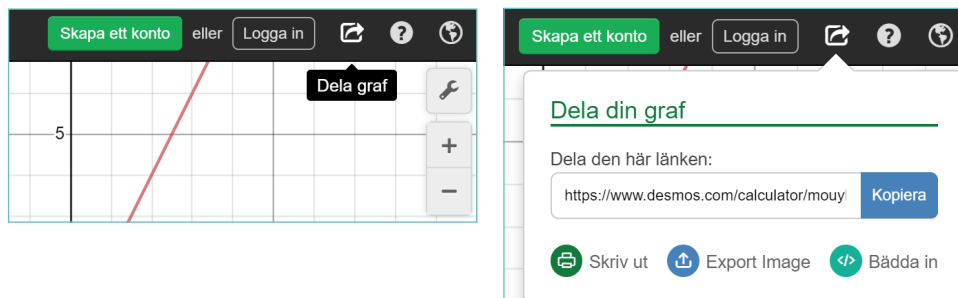 Skapa ett konto eller Logga in
Dela graf
5
Skapa ett konto eller Logga in
Dela din graf
Dela den här länken:
https://www.desmos.com/calculator/mouy Kopiera
Skriv ut Export Image Bädda in